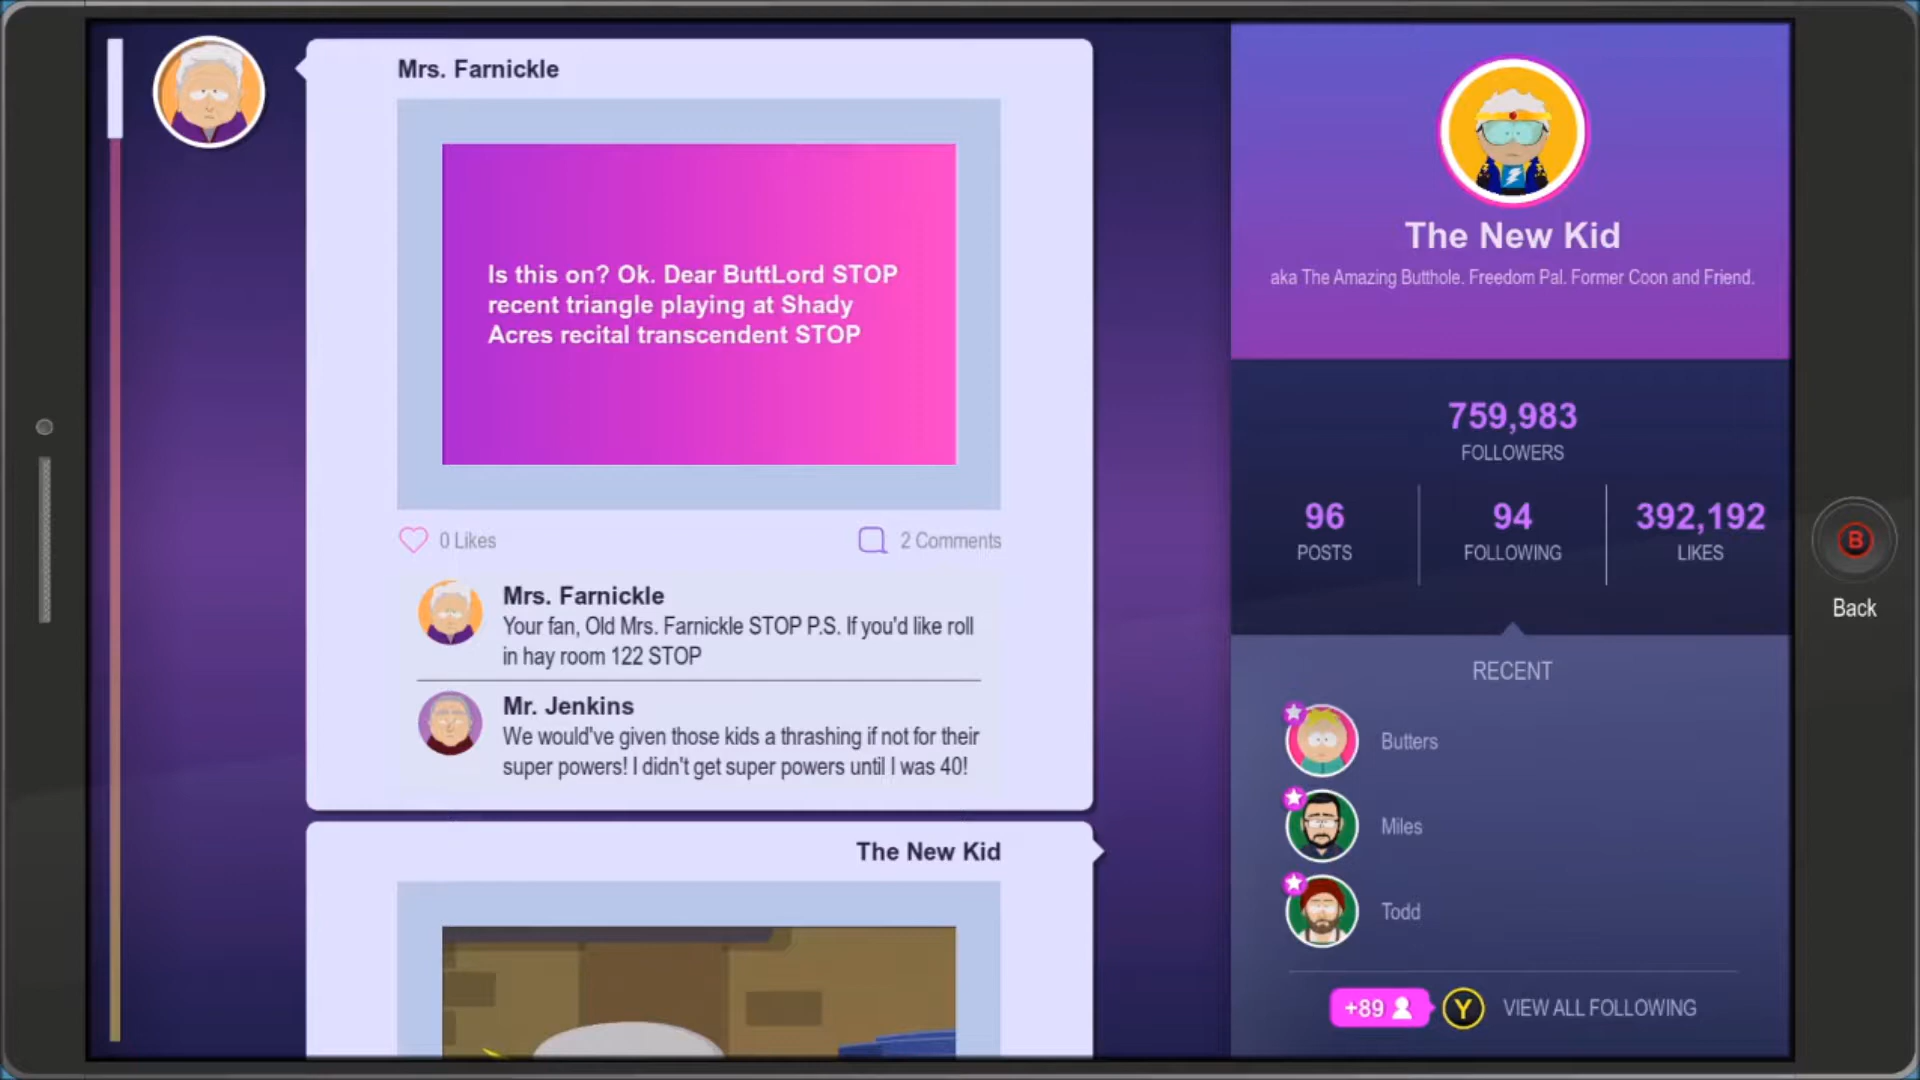 Mrs. Farnickle
Is this on? Ok. Dear ButtLord STOP
recent triangle playing at Shady
Acres recital transcendent STOP
0 Likes
2 Comments
Mrs. Farnickle
Your fan, Old Mrs. Farnickle STOP P.S. If you'd like roll
in hay room 122 STOP
Mr. Jenkins
We would've given those kids a thrashing if not for their
super powers! I didn't get super powers until I was 40!
The New Kid
The New Kid
aka The Amazing Butthole. Freedom Pal. Former Coon and Friend.
759,983
FOLLOWERS
96
POSTS
94
FOLLOWING
392,192
LIKES
RECENT
Butters
Miles
Todd
+89
Y
VIEW ALL FOLLOWING
B
Back